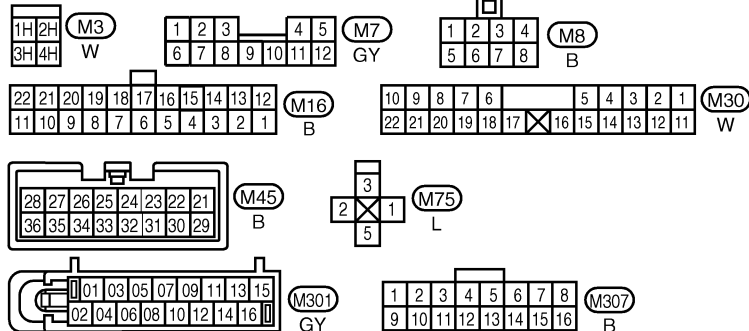 1H 2H
3H 4H
M3
W
1 2 3 4 5
6 7 8 9 10 11 12
M7
GY
1 2 3 4
5 6 7 8
M8
B
22 21 20 19 18 17 16 15 14 13 12
11 10 9 8 7 6 5 4 3 2 1
M16
B
10 9 8 7 6 5 4 3 2 1
22 21 20 19 18 17 16 15 14 13 12 11
M30
W
28 27 26 25 24 23 22 21
36 35 34 33 32 31 30 29
M45
B
3
2 1
5
M75
L
01 03 05 07 09 11 13 15
02 04 06 08 10 12 14 16
M301
GY
1 2 3 4 5 6 7 8
9 10 11 12 13 14 15 16
M307
B